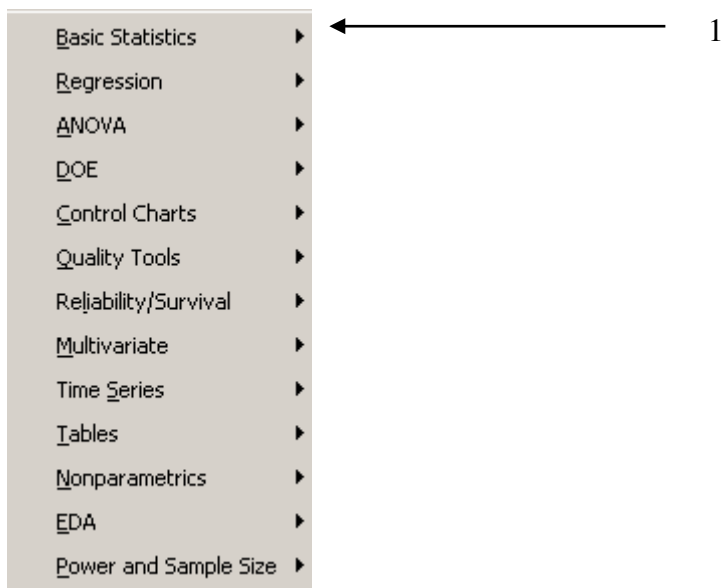 Basic Statistics 1
Regression
ANOVA
DOE
Control Charts
Quality Tools
Reliability/Survival
Multivariate
Time Series
Tables
Nonparametrics
EDA
Power and Sample Size